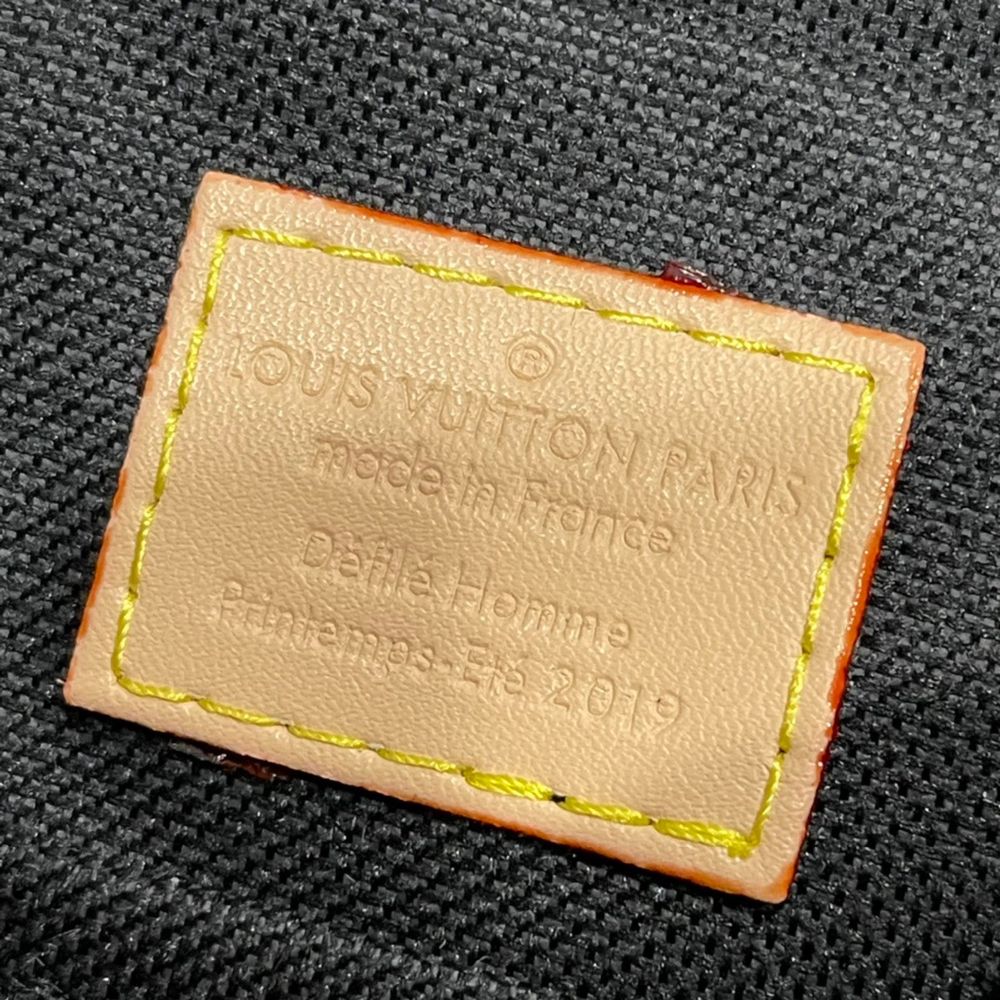 ®
LOUIS VUITTON PARIS
made in France
Défilé Homme
Printemps-Eté 2019